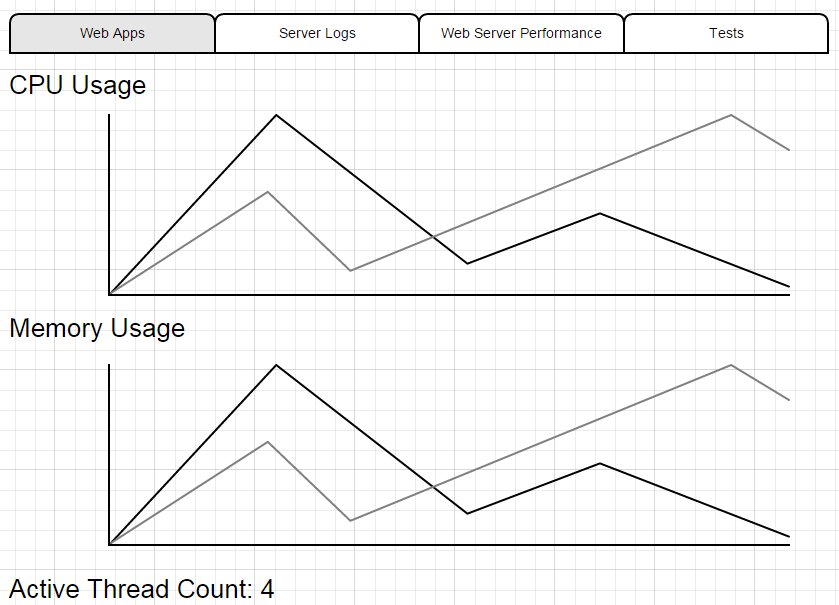 Web Apps Server Logs Web Server Performance Tests
CPU Usage
Memory Usage
Active Thread Count: 4